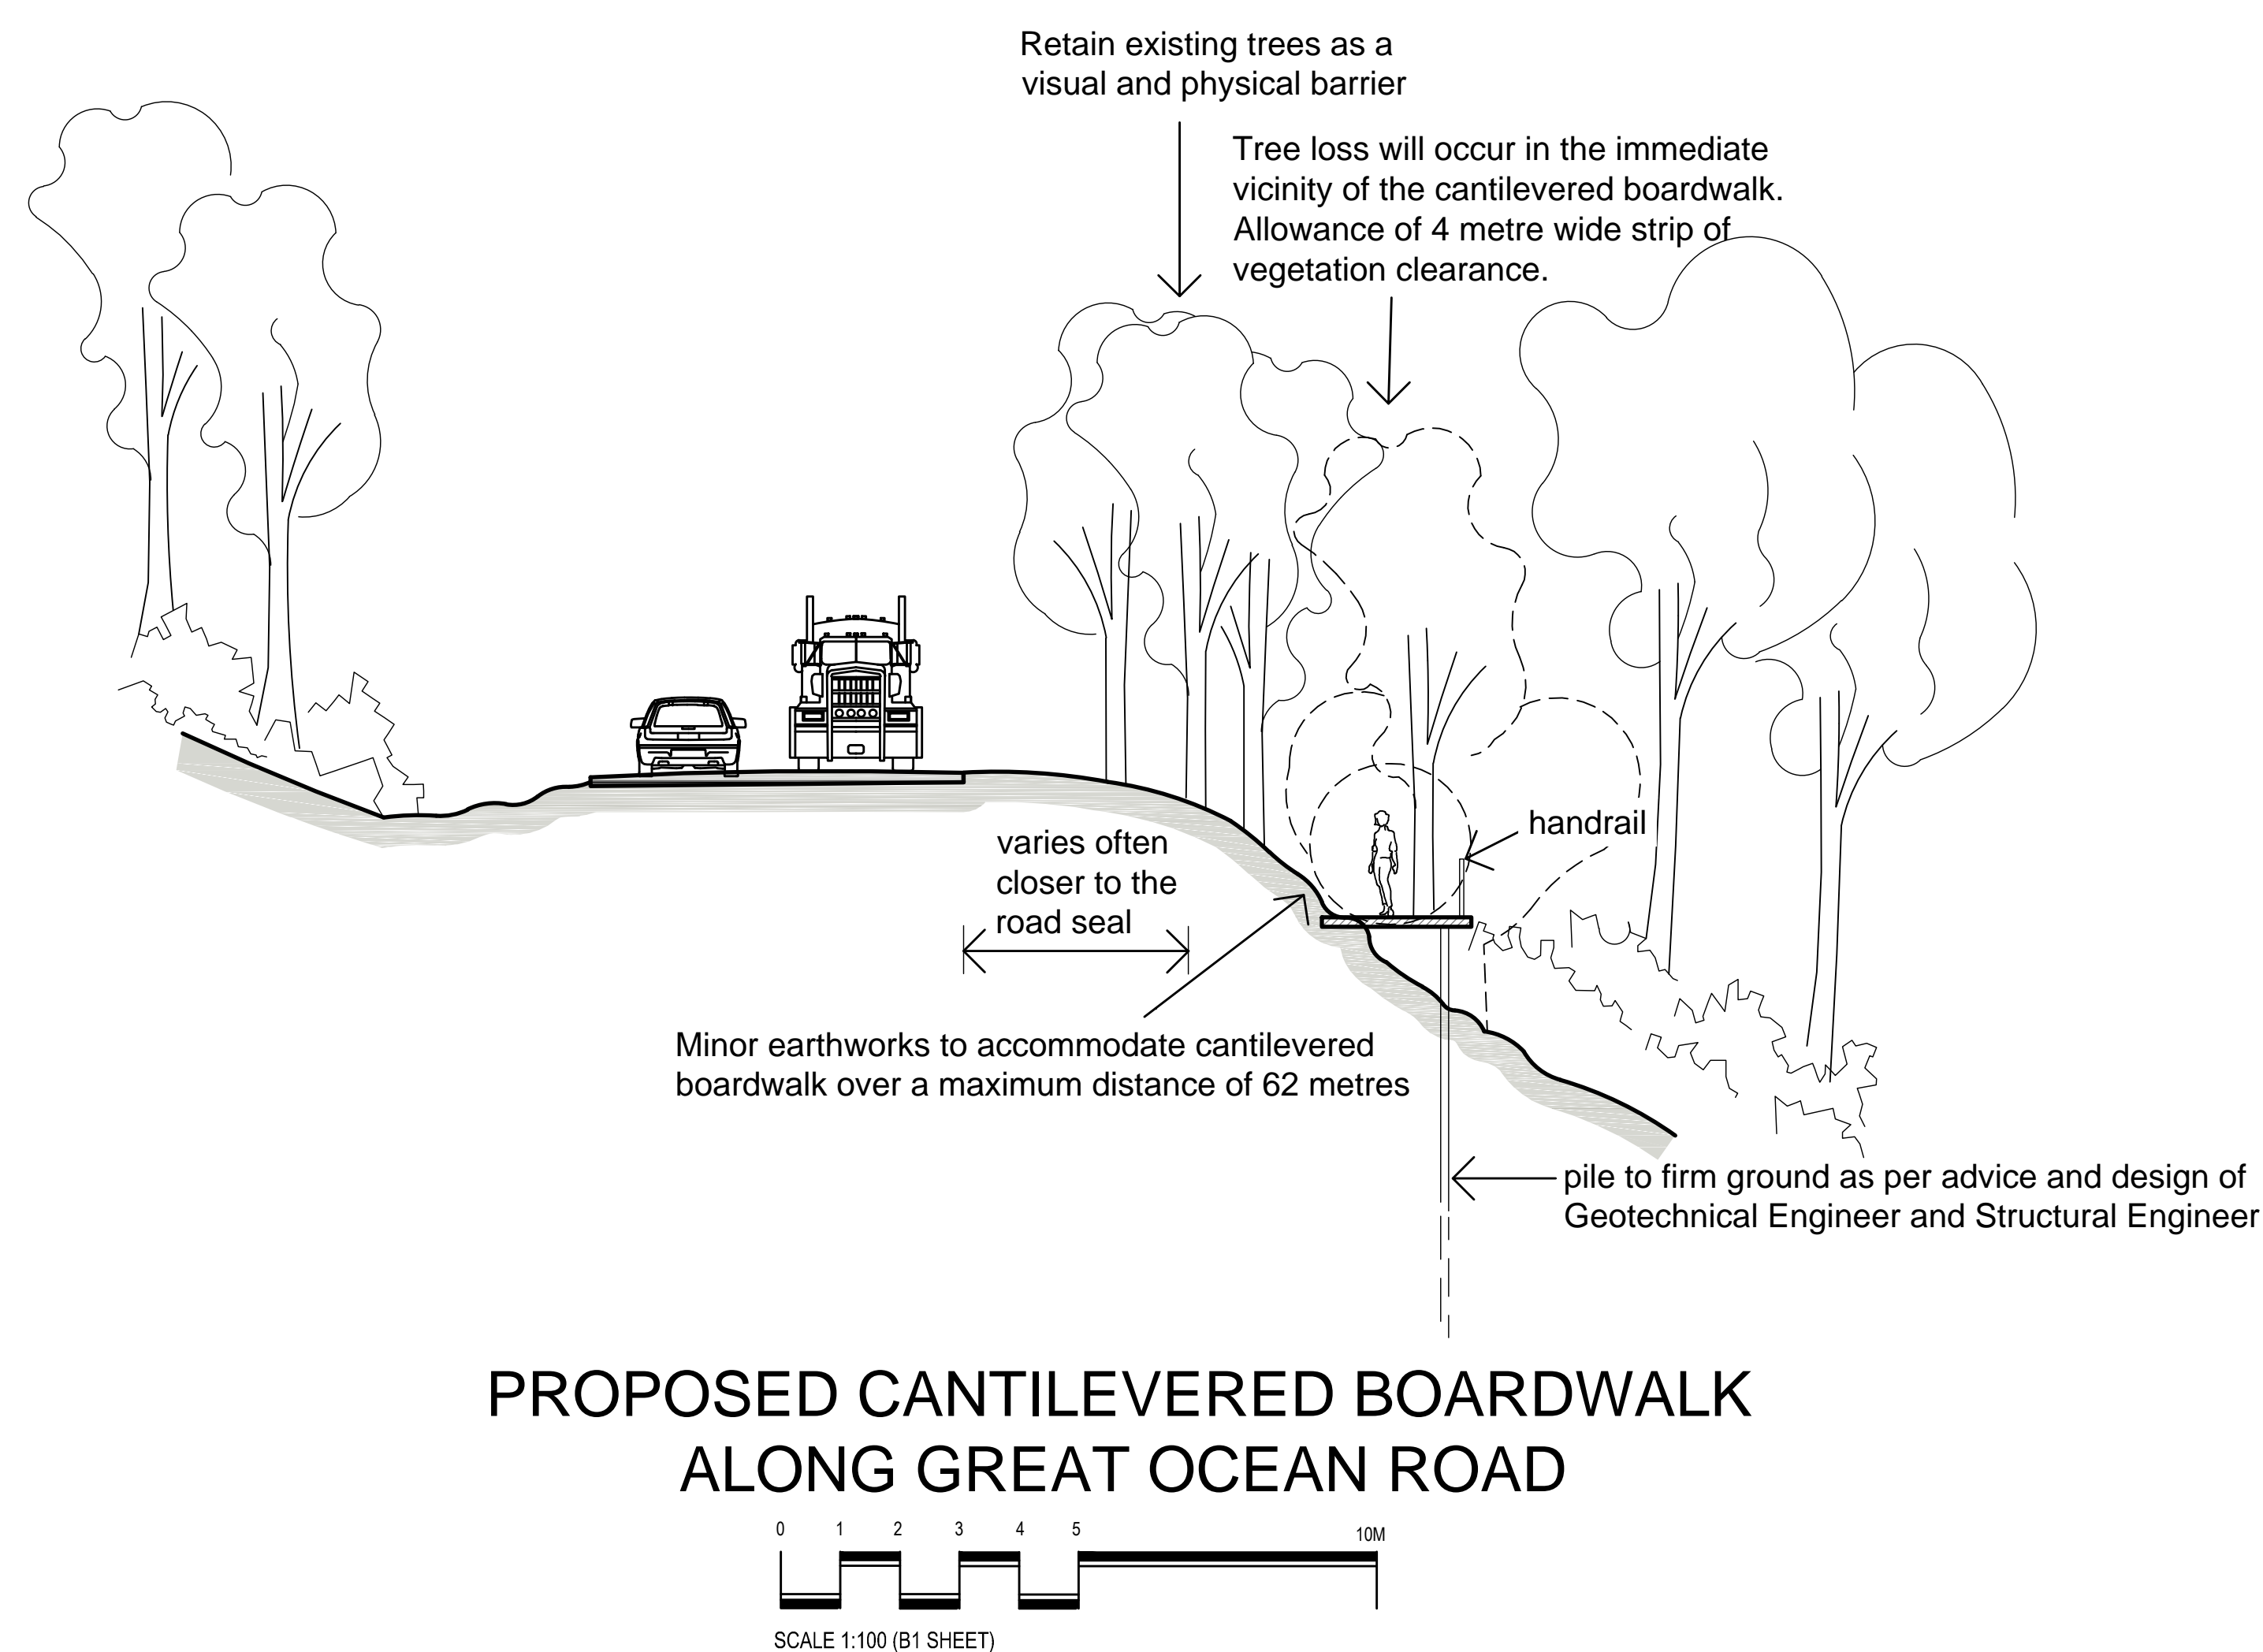 Retain existing trees as a
visual and physical barrier
Tree loss will occur in the immediate
vicinity of the cantilevered boardwalk.
Allowance of 4 metre wide strip of
vegetation clearance.
handrail
varies often
closer to the
road seal
Minor earthworks to accommodate cantilevered
boardwalk over a maximum distance of 62 metres
pile to firm ground as per advice and design of
Geotechnical Engineer and Structural Engineer
PROPOSED CANTILEVERED BOARDWALK
ALONG GREAT OCEAN ROAD
0 1 2 3 4 5 10M
SCALE 1:100 (B1 SHEET)